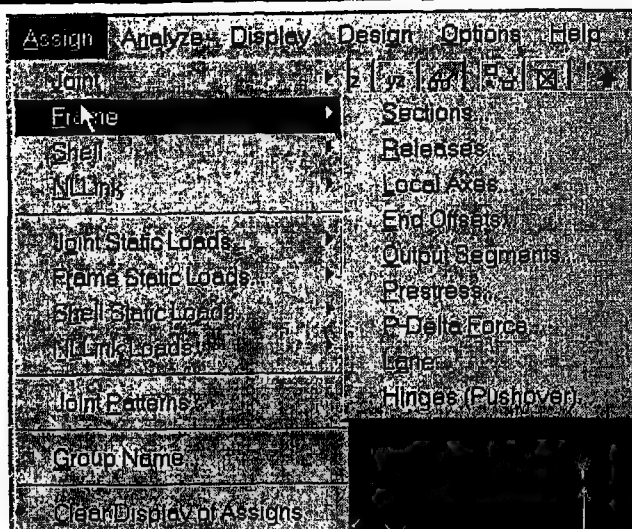 Assign Analyze Display Design Options Help
Joint
Frame
Shell
NLLink
Joint Static Loads...
Frame Static Loads...
Shell Static Loads...
NLLink Loads
Joint Patterns
Group Name...
Clear Display of Assigns
yz
Sections...
Releases...
Local Axes...
End Offsets...
Output Segments...
Prestress...
P-Delta Force...
Lane...
Hinges (Pushover)...